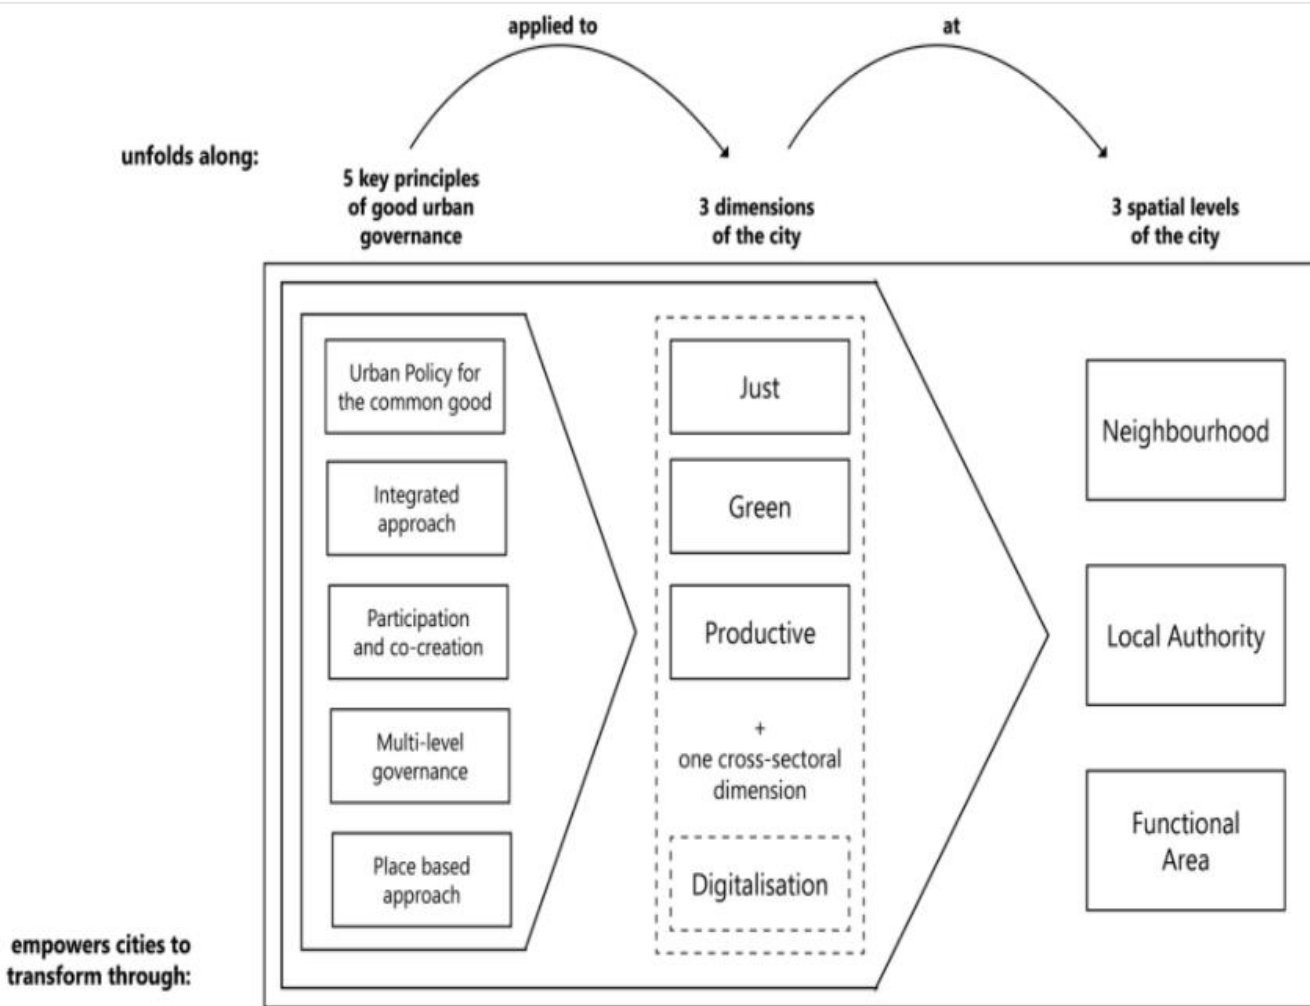 applied to
at
unfolds along:
5 key principles
of good urban
governance
3 dimensions
of the city
3 spatial levels
of the city
Urban Policy for
the common good
Integrated
approach
Participation
and co-creation
Multi-level
governance
Place based
approach
Just
Green
Productive
+
one cross-sectoral
dimension
Digitalisation
Neighbourhood
Local Authority
Functional
Area
empowers cities to
transform through: